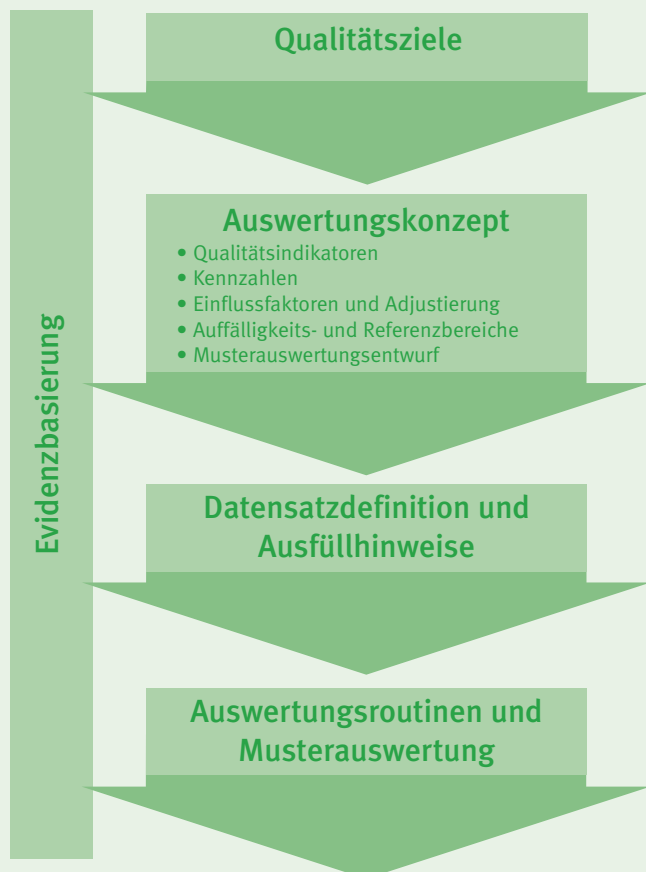 Qualitätsziele
Auswertungskonzept
• Qualitätsindikatoren
• Kennzahlen
• Einflussfaktoren und Adjustierung
• Auffälligkeits- und Referenzbereiche
• Musterauswertungsentwurf
Evidenzbasierung
Datensatzdefinition und
Ausfüllhinweise
Auswertungsroutinen und
Musterauswertung